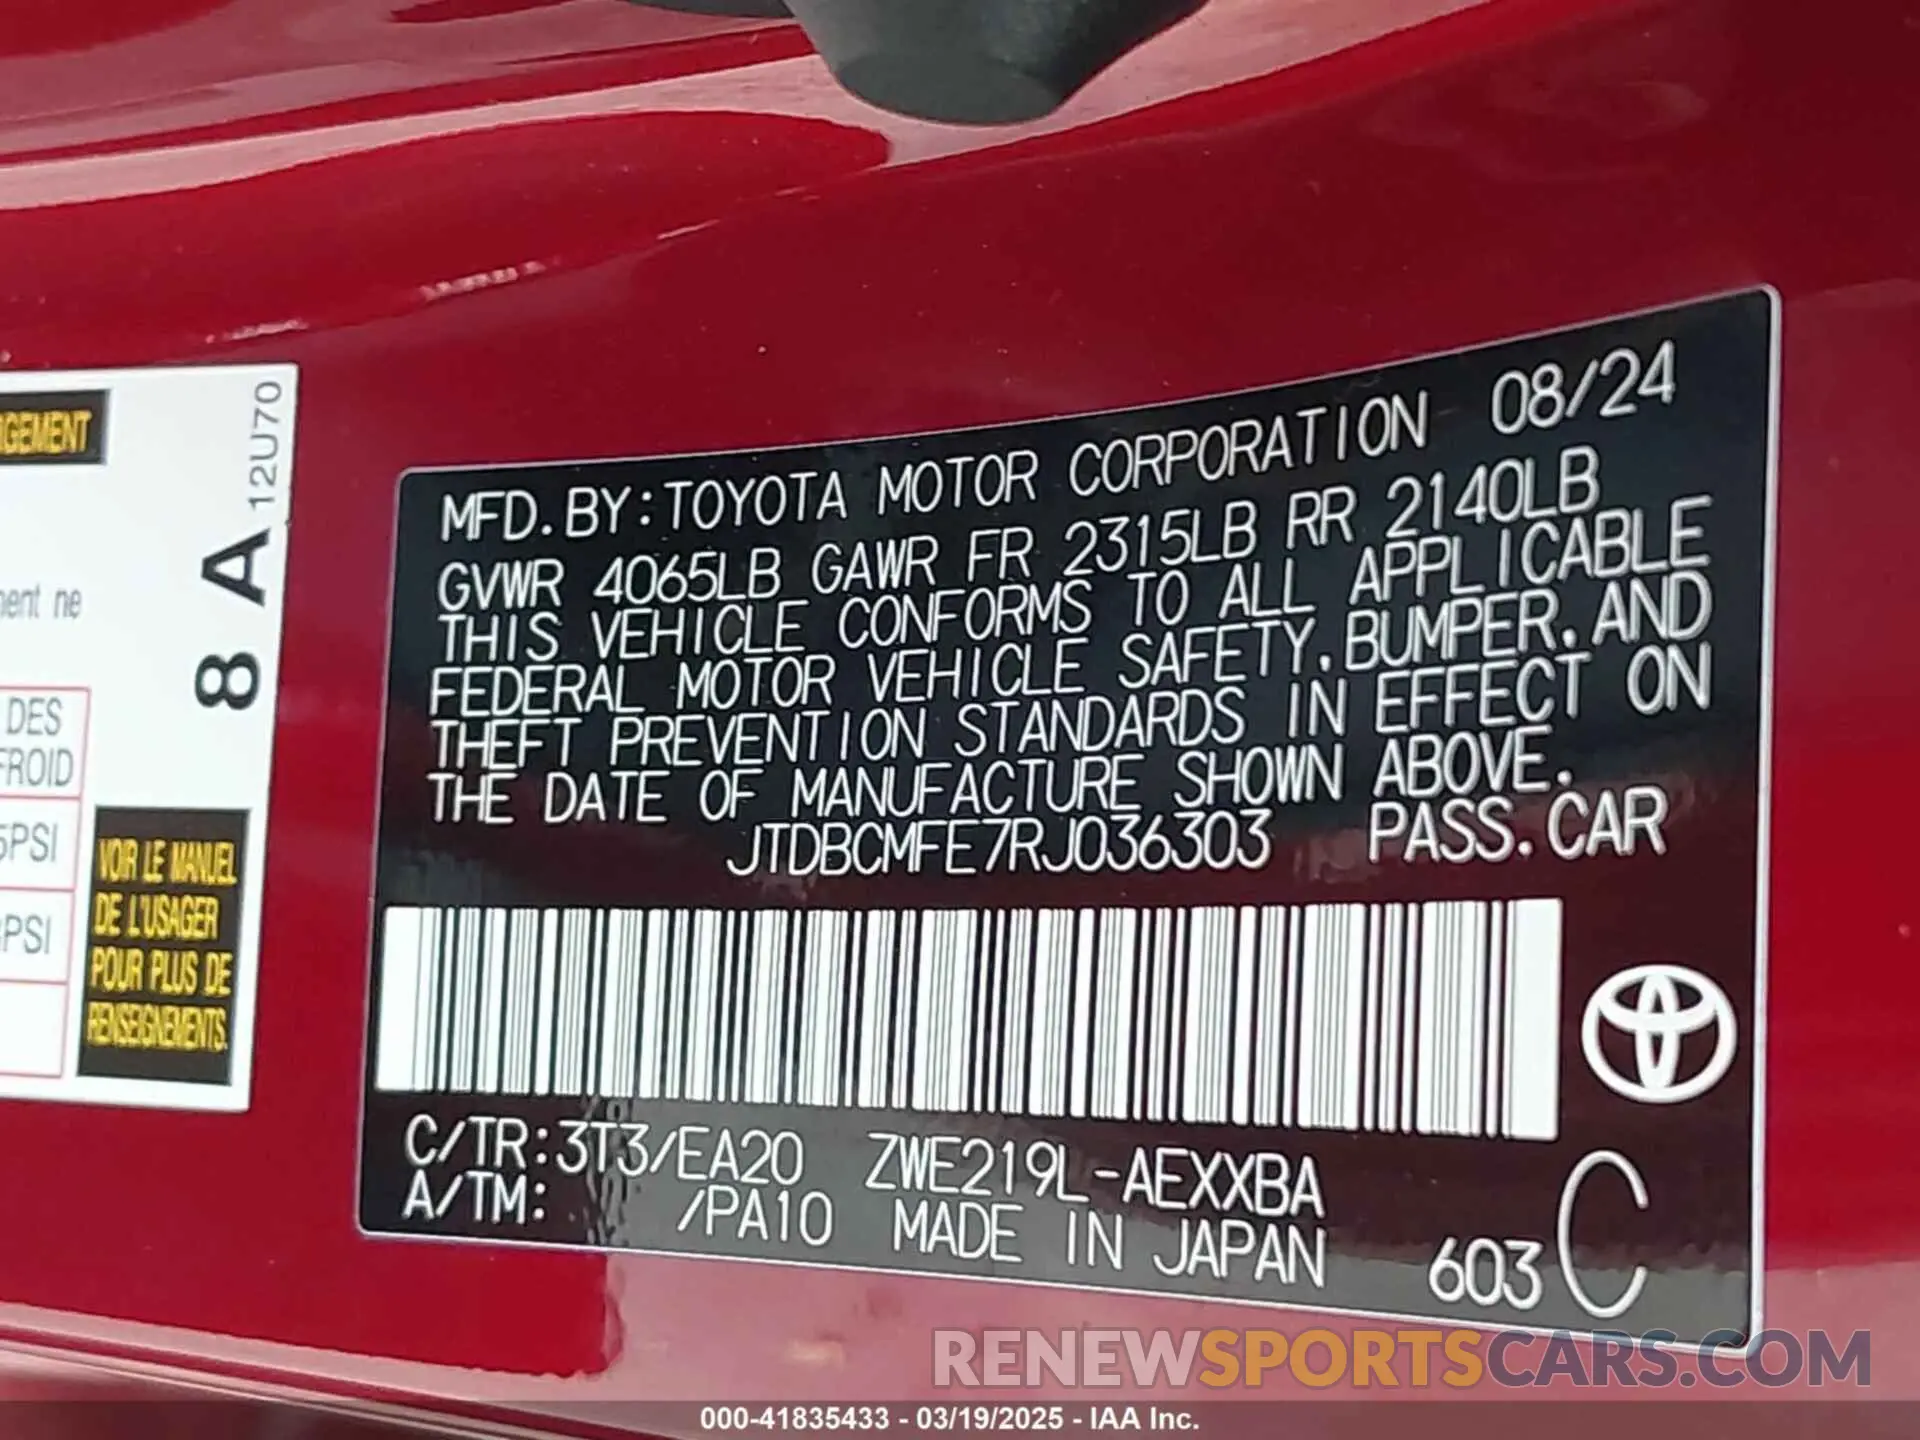 GEMENT
12U70
8 A
ment ne
DES
FROID
5PSI
PSI
VOIR LE MANUEL
DE L'USAGER
POUR PLUS DE
RENSEIGNEMENTS.
MFD. BY: TOYOTA MOTOR CORPORATION 08/24
GVWR 4065LB GAWR FR 2315LB RR 2140LB
THIS VEHICLE CONFORMS TO ALL APPLICABLE
FEDERAL MOTOR VEHICLE SAFETY, BUMPER, AND
THEFT PREVENTION STANDARDS IN EFFECT ON
THE DATE OF MANUFACTURE SHOWN ABOVE.
JTDBCMFE7RJ036303 PASS. CAR
C/TR: 3T3/EA20 ZWE219L-AEXXBA
A/TM: /PA10 MADE IN JAPAN 603 C
RENEWSPORTSCARS.COM
000-41835433 - 03/19/2025 - IAA Inc.